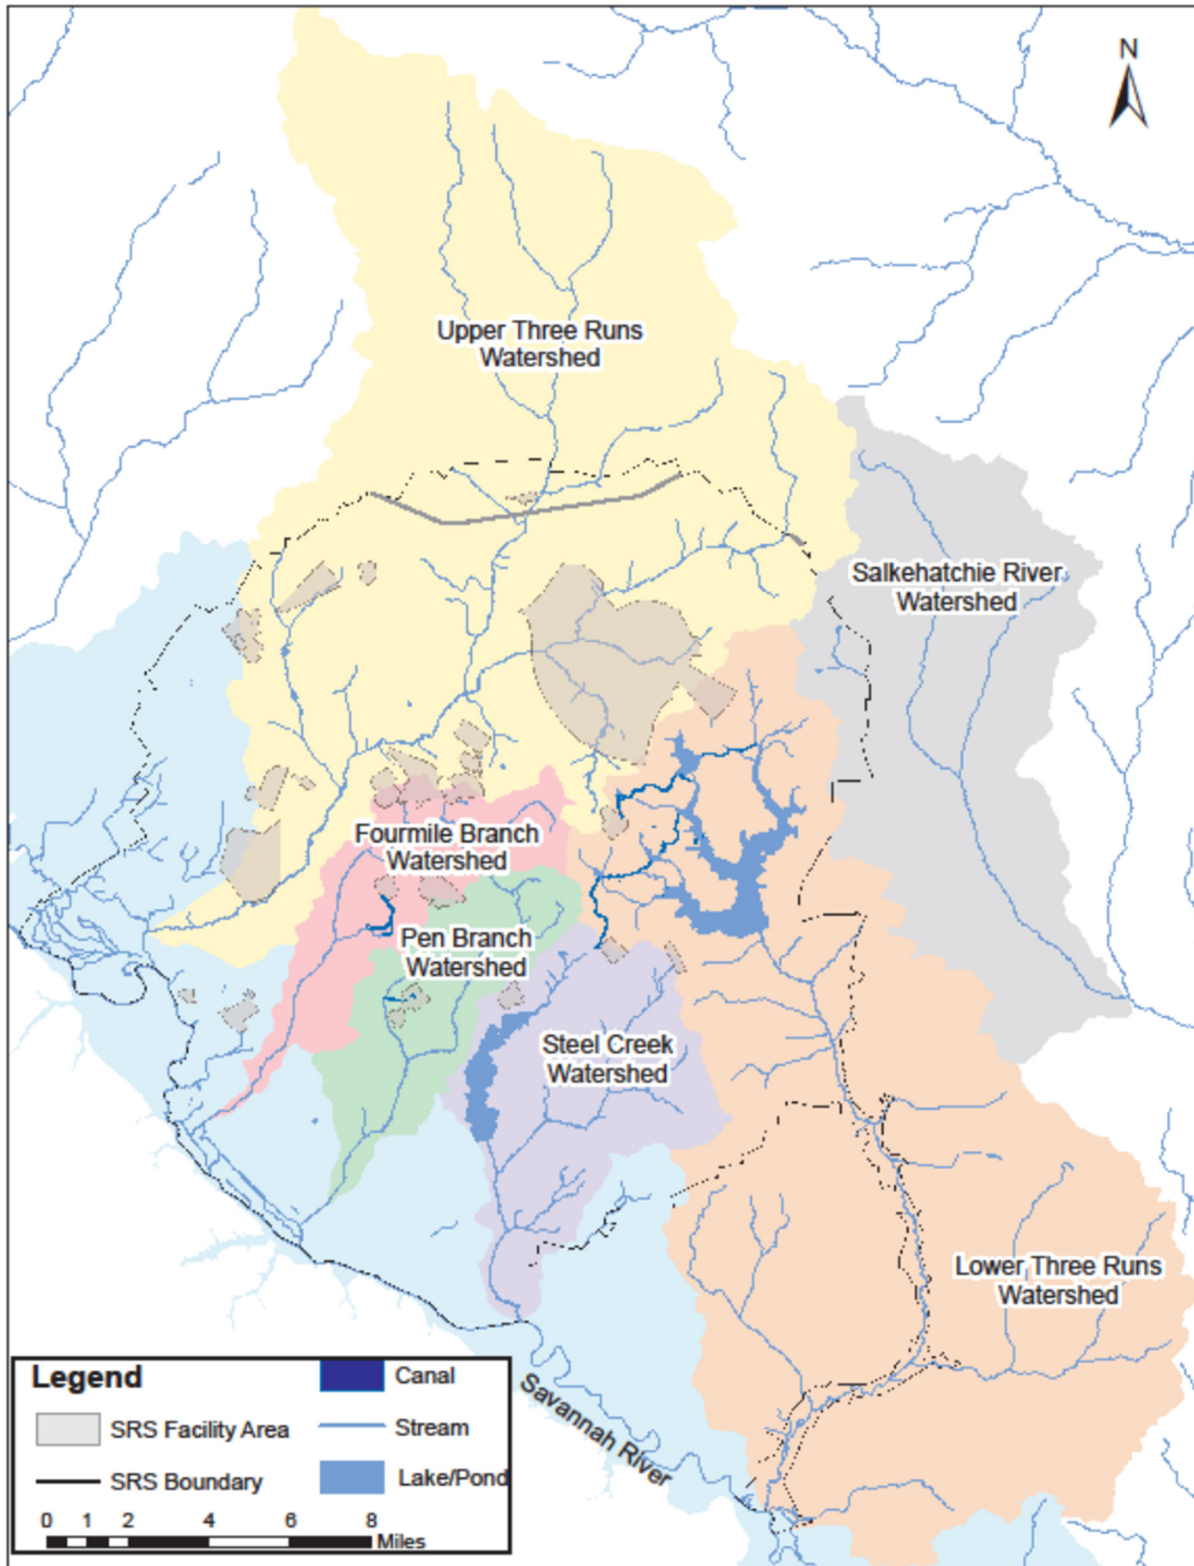 N
Upper Three Runs
Watershed
Salkehatchie River
Watershed
Fourmile Branch
Watershed
Pen Branch
Watershed
Steel Creek
Watershed
Lower Three Runs
Watershed
Savannah River
Legend
Canal
SRS Facility Area
Stream
SRS Boundary
Lake/Pond
0 1 2 4 6 8
Miles